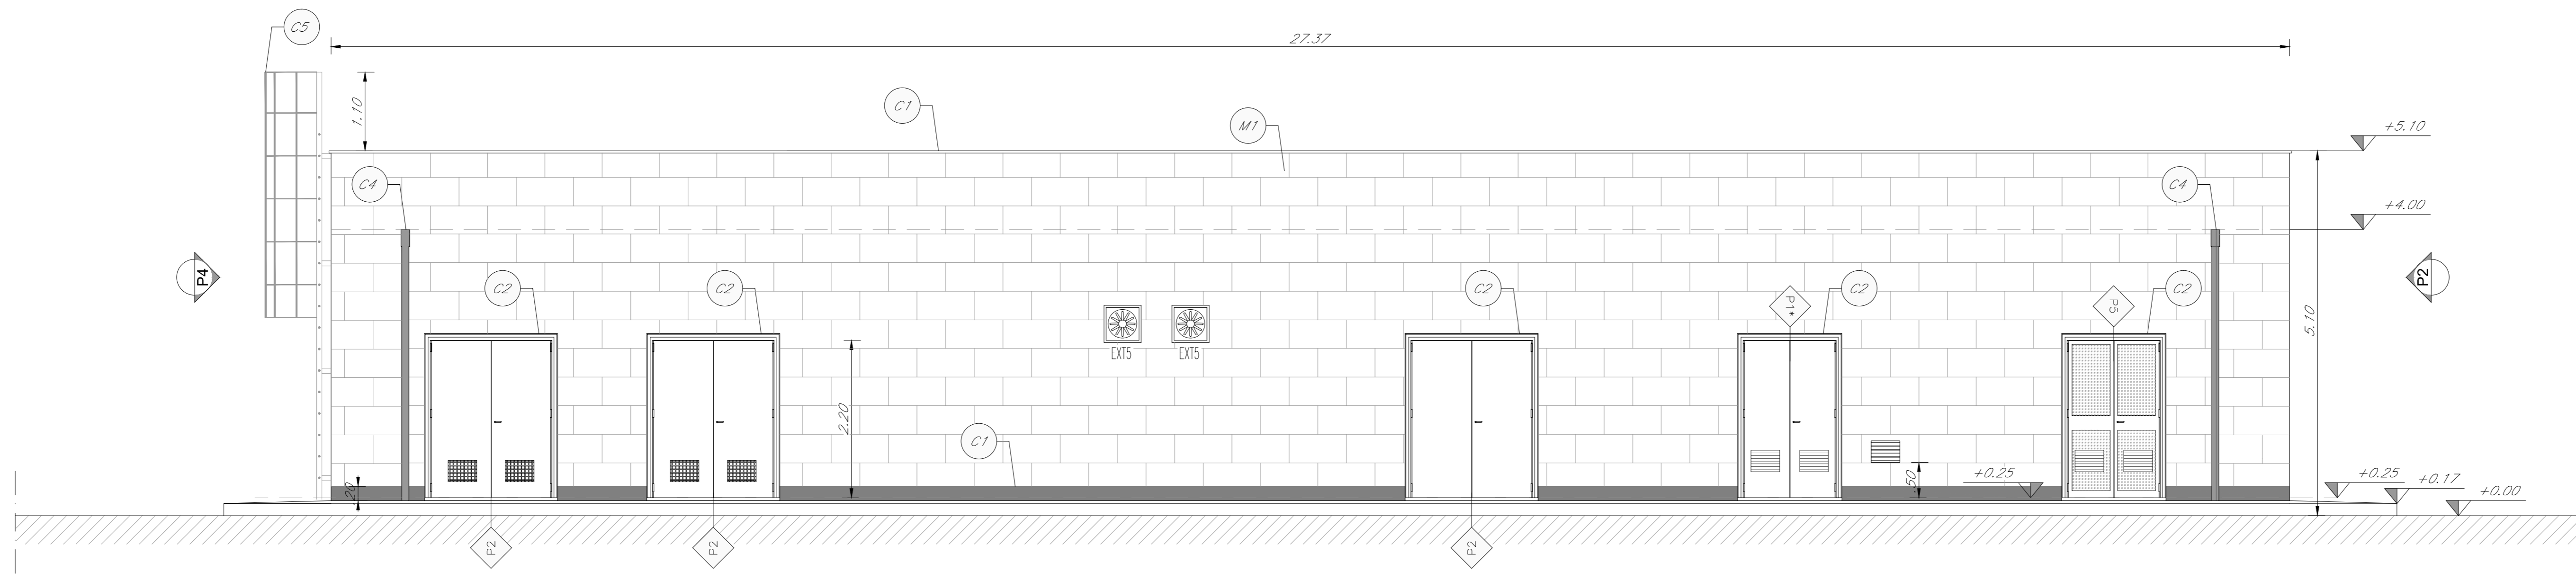 C5
27.37
1.10
C1
M1
+5.10
C4
C4
+4.00
P4
C2
C2
C2
P1*
C2
P5
C2
P2
5.10
EXT5
EXT5
2.20
C1
.20
.50
+0.25
+0.25
+0.17
+0.00
P2
P2
P2